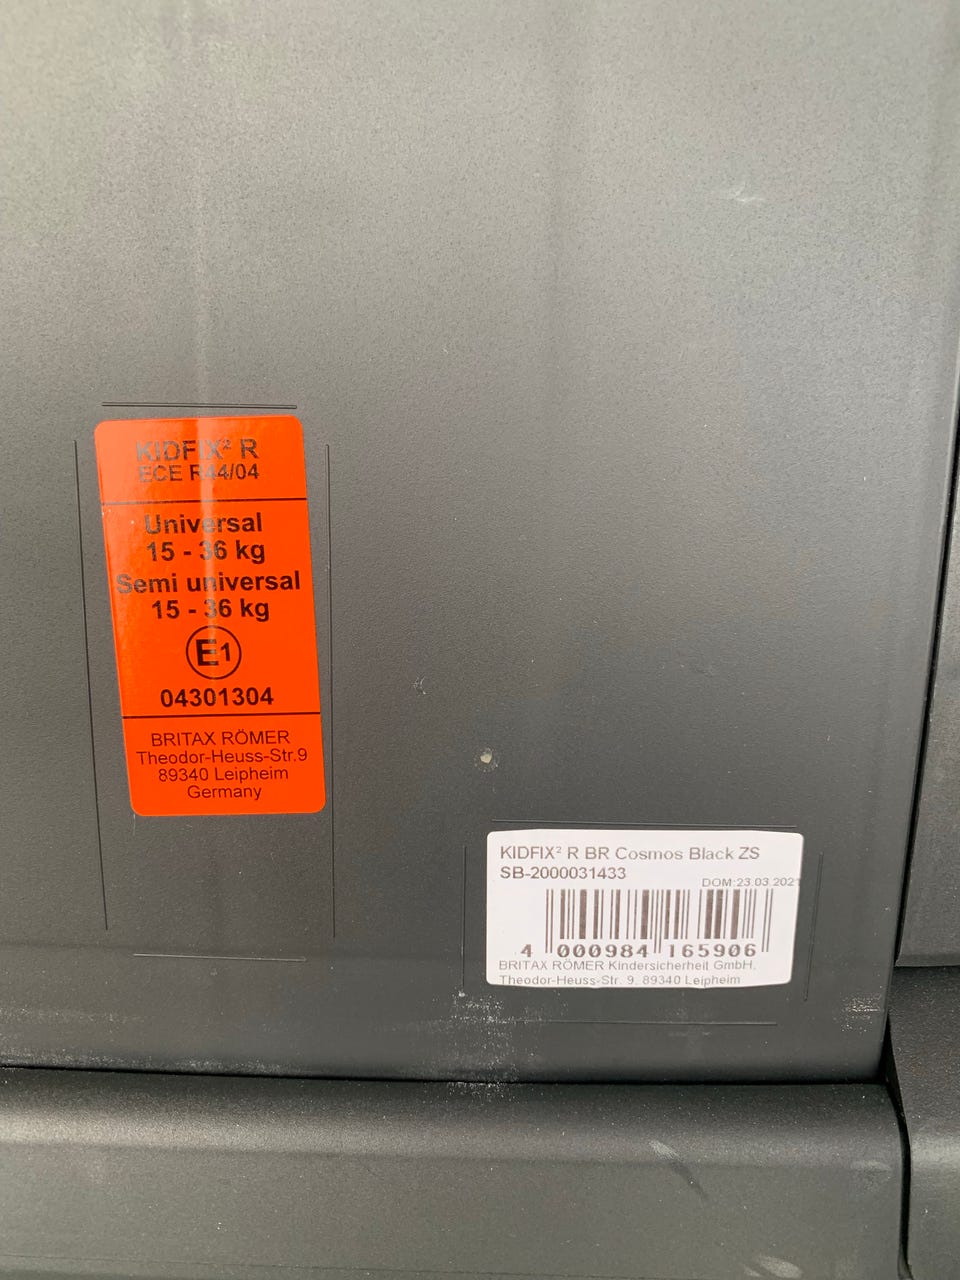 KIDFIX² R
ECE R44/04
Universal
15 - 36 kg
Semi universal
15 - 36 kg
E1
04301304
BRITAX RÖMER
Theodor-Heuss-Str.9
89340 Leipheim
Germany
KIDFIX² R BR Cosmos Black ZS
SB-2000031433
DOM:23.03.2021
4 000984 165906
BRITAX RÖMER Kindersicherheit GmbH.
Theodor-Heuss-Str. 9. 89340 Leipheim